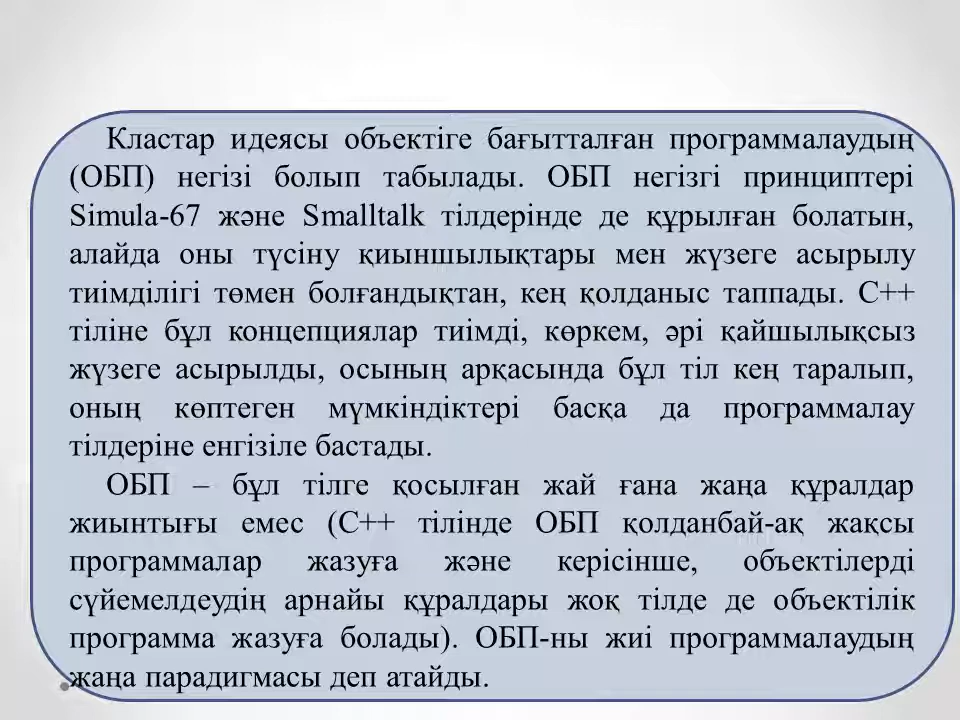 Кластар идеясы объектіге бағытталған программалаудың
(ОБП) негізі болып табылады. ОБП негізгі принциптері
Simula-67 және Smalltalk тілдерінде де құрылған болатын,
алайда оны түсіну қиыншылықтары мен жүзеге асырылу
тиімділігі төмен болғандықтан, кең қолданыс таппады. С++
тіліне бұл концепциялар тиімді, көркем, әрі қайшылықсыз
жүзеге асырылды, осының арқасында бұл тіл кең таралып,
оның көптеген мүмкіндіктері басқа да программалау
тілдеріне енгізіле бастады.
ОБП – бұл тілге қосылған жай ғана жаңа құралдар
жиынтығы емес (С++ тілінде ОБП қолданбай-ақ жақсы
программалар жазуға және керісінше, объектілерді
сүйемелдеудің арнайы құралдары жоқ тілде де объектілік
программа жазуға болады). ОБП-ны жиі программалаудың
жаңа парадигмасы деп атайды.